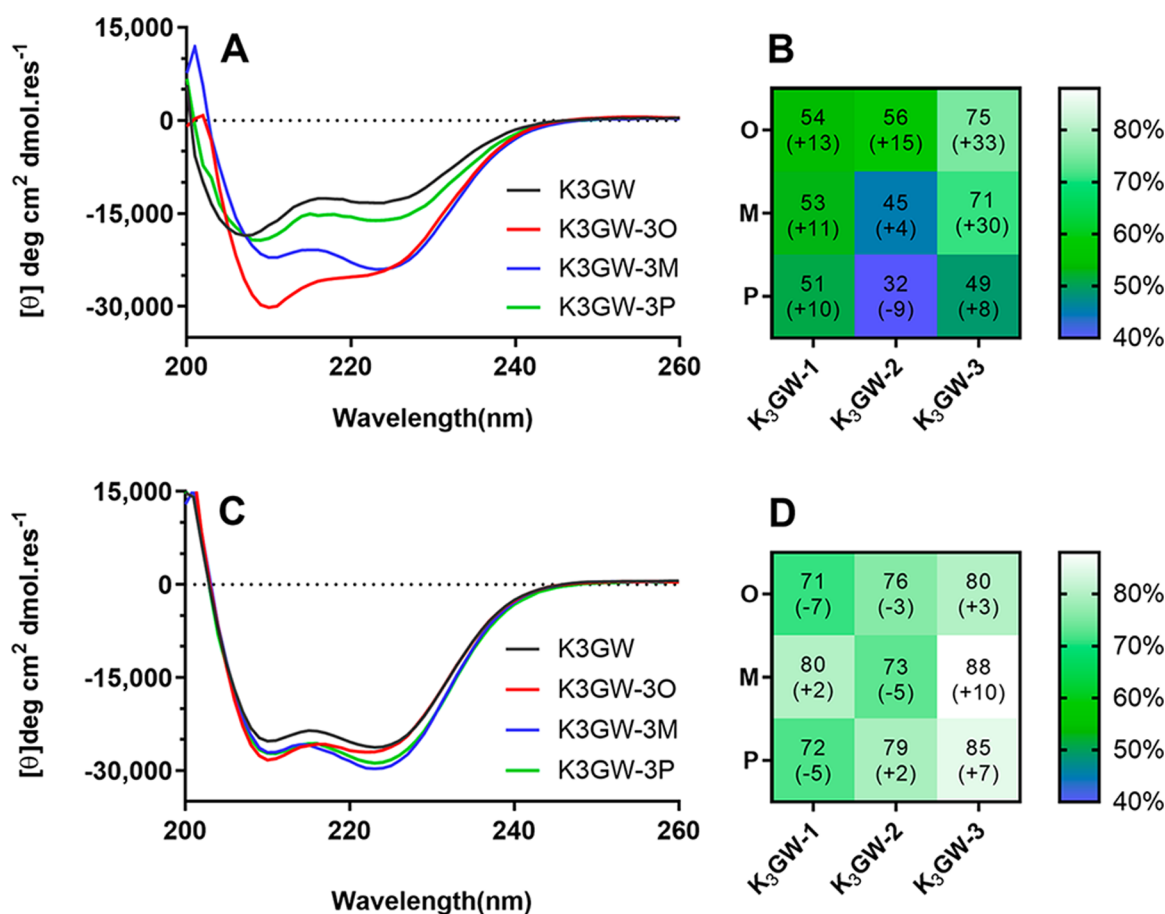 A
[θ] deg cm² dmol.res⁻¹
15,000
0
-15,000
-30,000
200
220
240
260
Wavelength(nm)
K3GW
K3GW-3O
K3GW-3M
K3GW-3P
B
O
M
P
54 56 75
(+13) (+15) (+33)
53 45 71
(+11) (+4) (+30)
51 32 49
(+10) (-9) (+8)
K₃GW-1
K₃GW-2
K₃GW-3
80%
70%
60%
50%
40%
C
[θ]deg cm² dmol.res⁻¹
15,000
0
-15,000
-30,000
200
220
240
260
Wavelength(nm)
K3GW
K3GW-3O
K3GW-3M
K3GW-3P
D
O
M
P
71 76 80
(-7) (-3) (+3)
80 73 88
(+2) (-5) (+10)
72 79 85
(-5) (+2) (+7)
K₃GW-1
K₃GW-2
K₃GW-3
80%
70%
60%
50%
40%